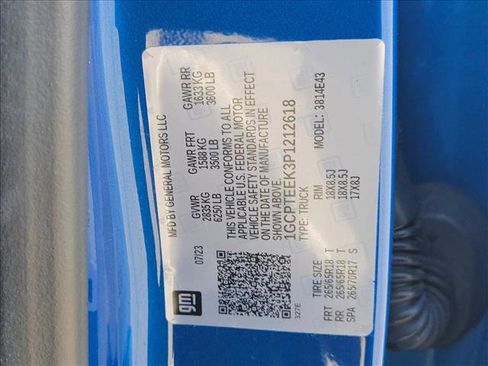 MFD BY GENERAL MOTORS LLC
07/23
GVWR
2835 KG
6250 LB
GAWR FRT
1588 KG
3500 LB
GAWR RR
1633 KG
3600 LB
THIS VEHICLE CONFORMS TO ALL
APPLICABLE U.S. FEDERAL MOTOR
VEHICLE SAFETY STANDARDS IN EFFECT
ON THE DATE OF MANUFACTURE
SHOWN ABOVE.
1GCPTEEK3P1212618
TYPE: TRUCK
MODEL: 3814E43
gm
327E
TIRE SIZE RIM
FRT 265/65R18 T 18X8.5J
RR 265/65R18 T 18X8.5J
SPA 265/70R17 S 17X8J